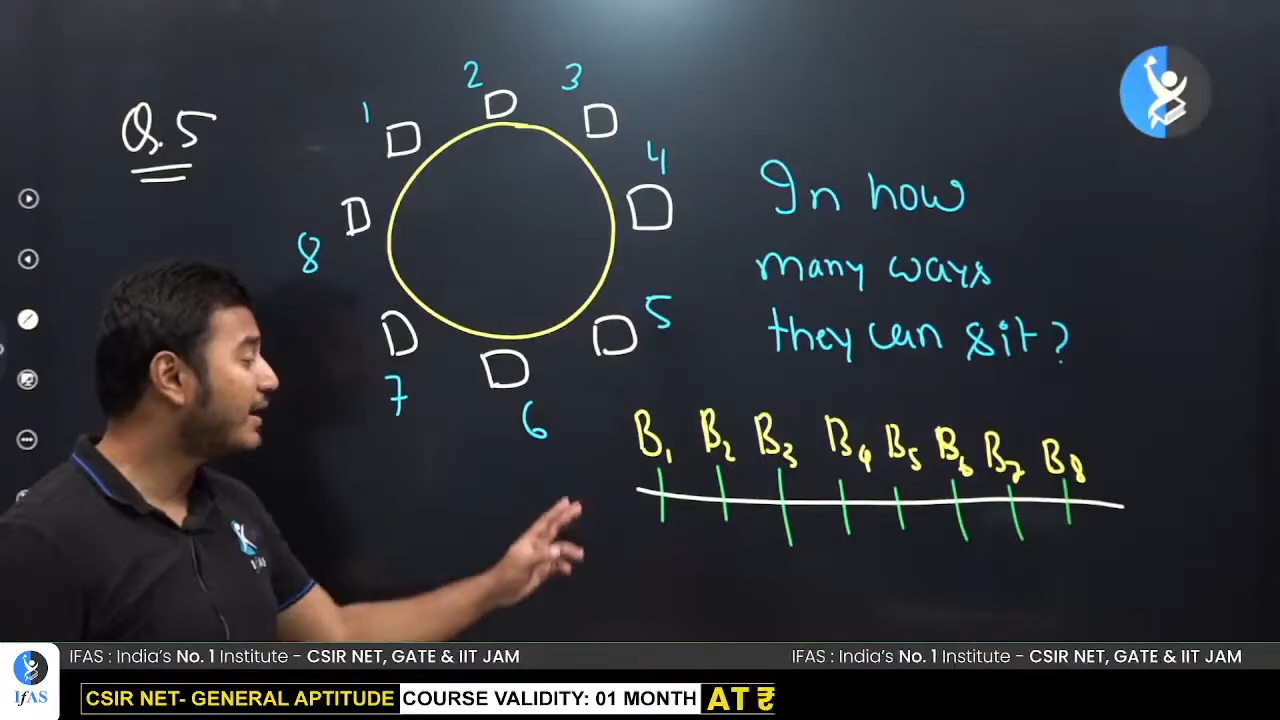 Q.5
1
2
3
4
8
5
7
6
In how
many ways
they can sit?
B1 B2 B3 B4 B5 B6 B7 B8
IFAS
IFAS : India's No. 1 Institute - CSIR NET, GATE & IIT JAM
IFAS : India's No. 1 Institute - CSIR NET, GATE & IIT JAM
IfAS
CSIR NET- GENERAL APTITUDE COURSE VALIDITY: 01 MONTH AT ₹